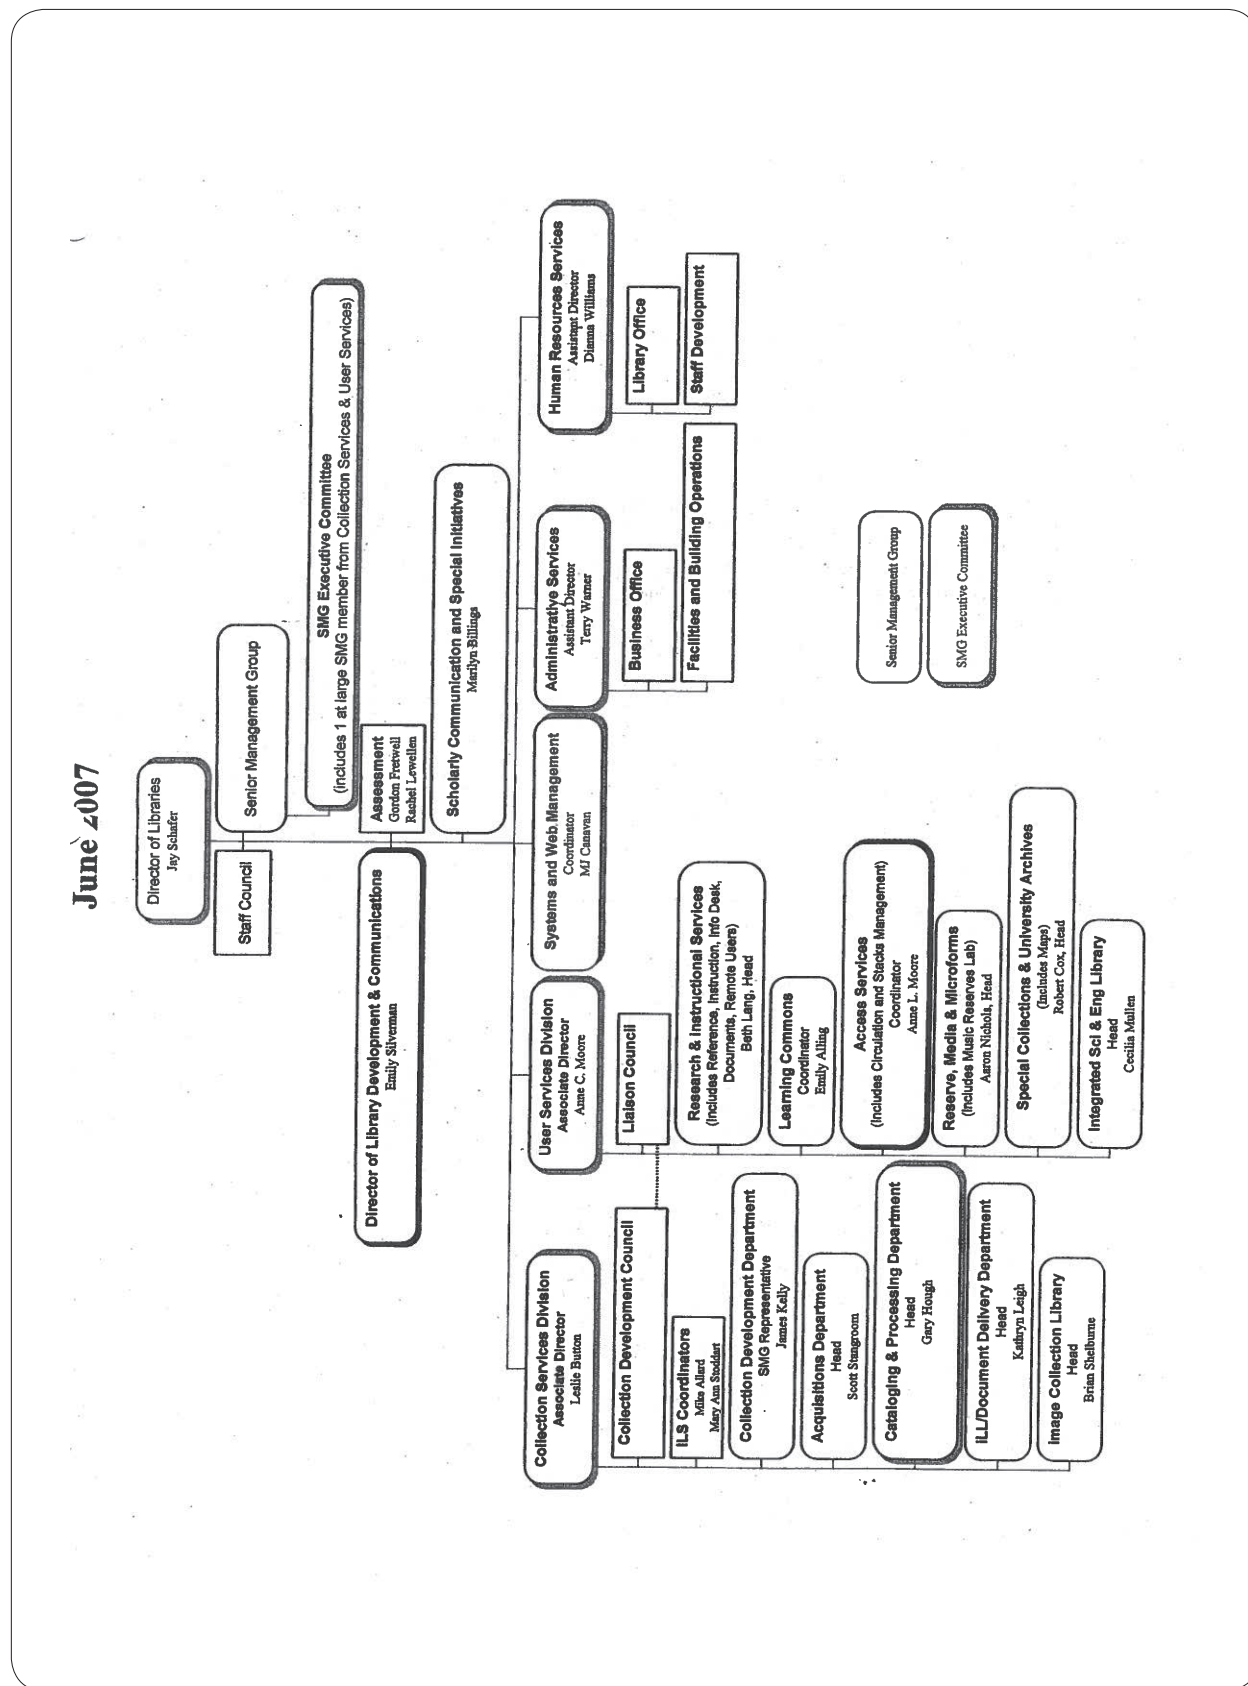 June 2007
Director of Libraries
Jay Schafer
Staff Council
Senior Management Group
SMG Executive Committee
(includes 1 at large SMG member from Collection Services & User Services)
Director of Library Development & Communications
Emily Silverman
Assessment
Gordon Fretwell
Rachel Lewellen
Scholarly Communication and Special Initiatives
Marilyn Billings
Collection Services Division
Associate Director
Leslie Button
User Services Division
Associate Director
Anne C. Moore
Systems and Web Management
Coordinator
MJ Canavan
Administrative Services
Assistant Director
Terry Warner
Human Resources Services
Assistant Director
Dianna Williams
Collection Development Council
ILS Coordinators
Mike Allard
Mary Ann Stoddart
Collection Development Department
SMG Representative
James Kelly
Acquisitions Department
Head
Scott Stangroom
Cataloging & Processing Department
Head
Gary Hough
ILL/Document Delivery Department
Head
Kathryn Leigh
Image Collection Library
Head
Brian Shelburne
Liaison Council
Research & Instructional Services
(Includes Reference, Instruction, Info Desk,
Documents, Remote Users)
Beth Lang, Head
Learning Commons
Coordinator
Emily Alling
Access Services
(Includes Circulation and Stacks Management)
Coordinator
Anne L. Moore
Reserve, Media & Microforms
(Includes Music Reserves Lab)
Aaron Nichols, Head
Special Collections & University Archives
(Includes Maps)
Robert Cox, Head
Integrated Sci & Eng Library
Head
Cecilia Mullen
Business Office
Facilities and Building Operations
Library Office
Staff Development
Senior Management Group
SMG Executive Committee